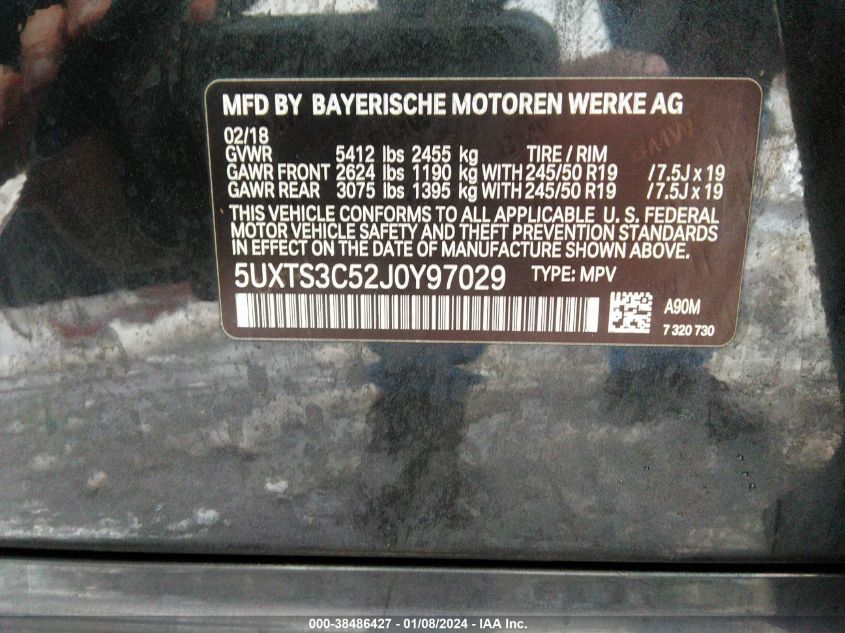 MFD BY BAYERISCHE MOTOREN WERKE AG
02/18
GVWR 5412 lbs 2455 kg TIRE / RIM
GAWR FRONT 2624 lbs 1190 kg WITH 245/50 R19 /7.5J x 19
GAWR REAR 3075 lbs 1395 kg WITH 245/50 R19 /7.5J x 19
THIS VEHICLE CONFORMS TO ALL APPLICABLE U. S. FEDERAL
MOTOR VEHICLE SAFETY AND THEFT PREVENTION STANDARDS
IN EFFECT ON THE DATE OF MANUFACTURE SHOWN ABOVE.
5UXTS3C52J0Y97029 TYPE: MPV
A90M
7 320 730
000-38486427 - 01/08/2024 - IAA Inc.